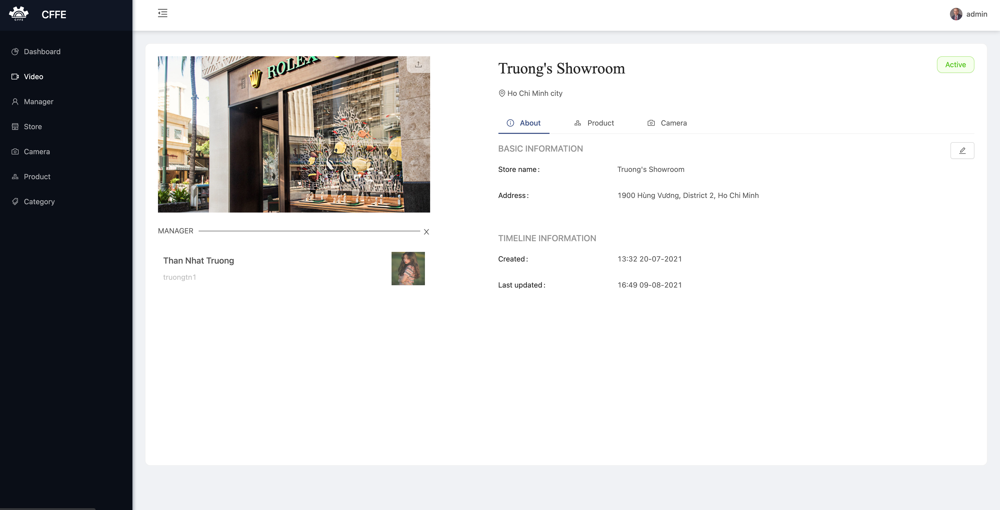 CFFE
CFFE
admin
Dashboard
Video
Manager
Store
Camera
Product
Category
ROLEX
MANAGER
X
Than Nhat Truong
truongtn1
Truong's Showroom
Active
Ho Chi Minh city
About
Product
Camera
BASIC INFORMATION
Store name: Truong's Showroom
Address: 1900 Hùng Vương, District 2, Ho Chi Minh
TIMELINE INFORMATION
Created: 13:32 20-07-2021
Last updated: 16:49 09-08-2021